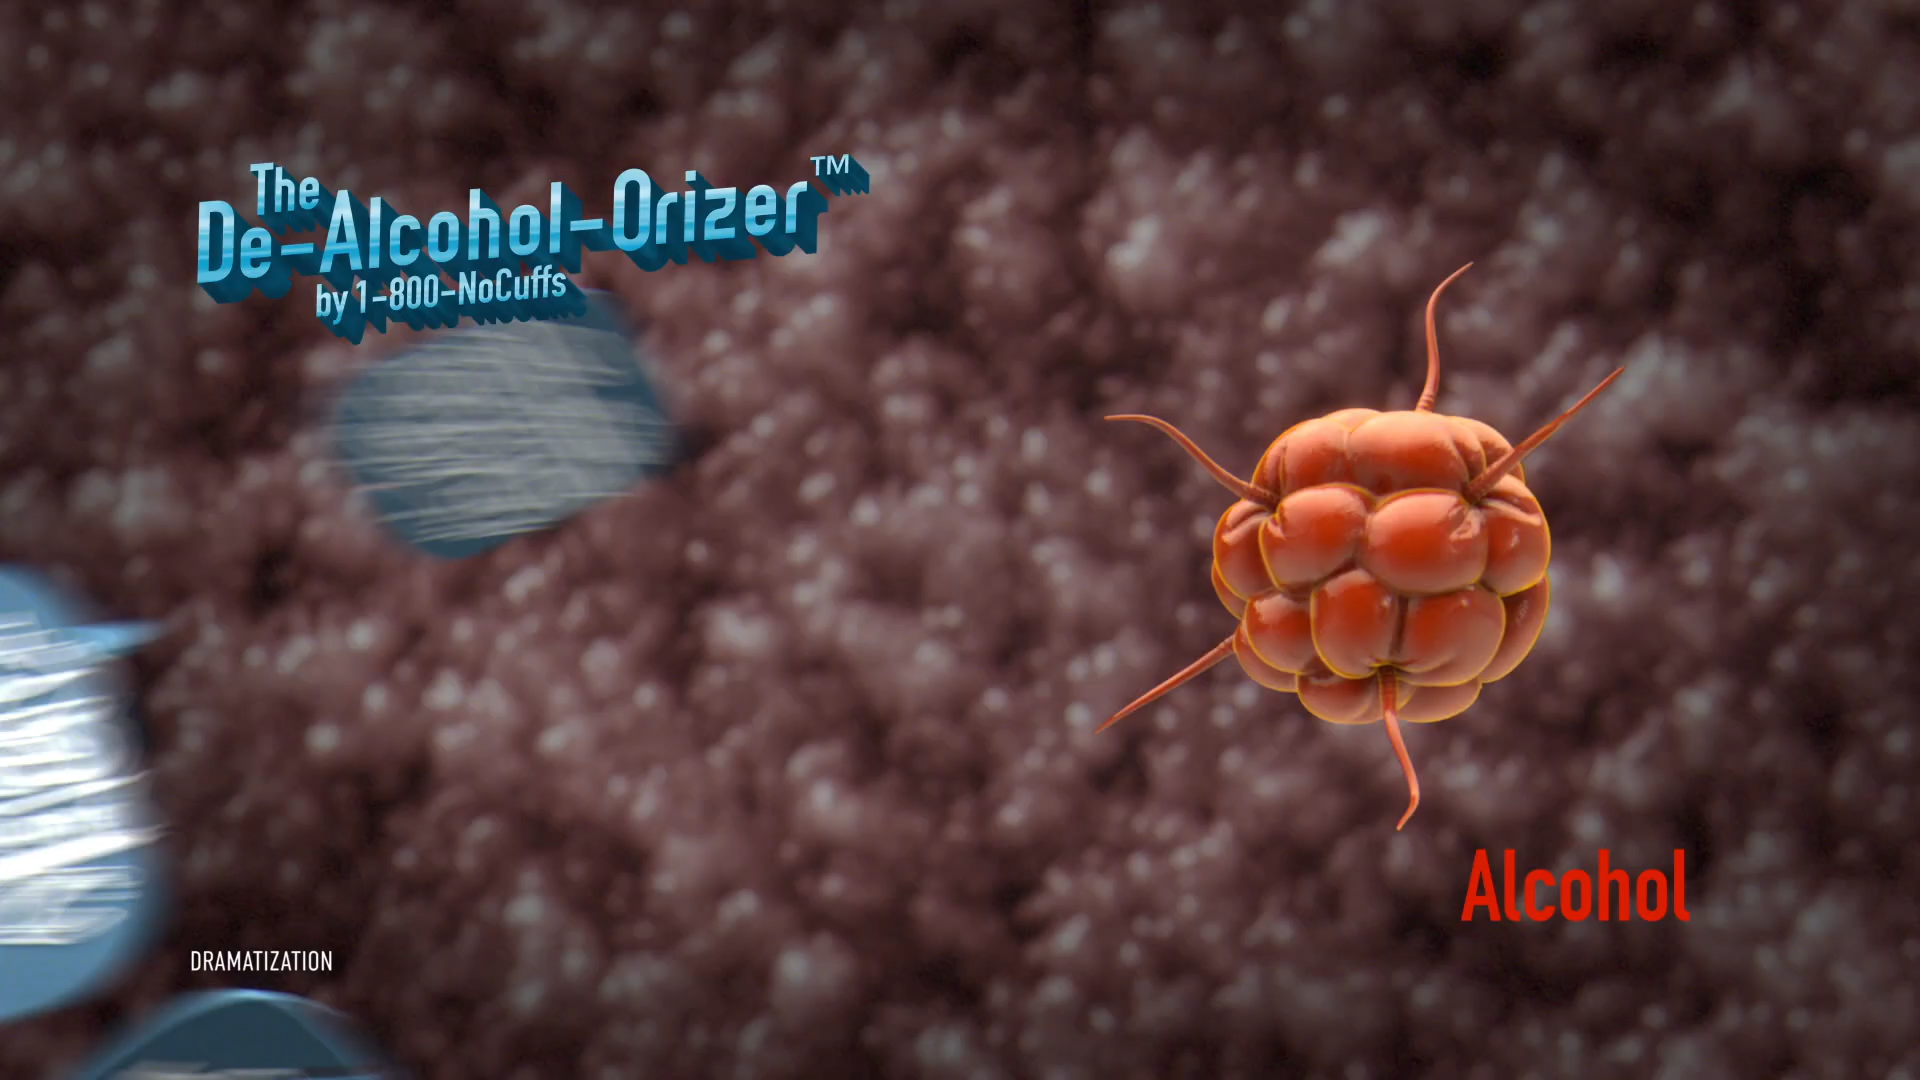 The
De-Alcohol-Orizer™
by 1-800-NoCuffs
Alcohol
DRAMATIZATION